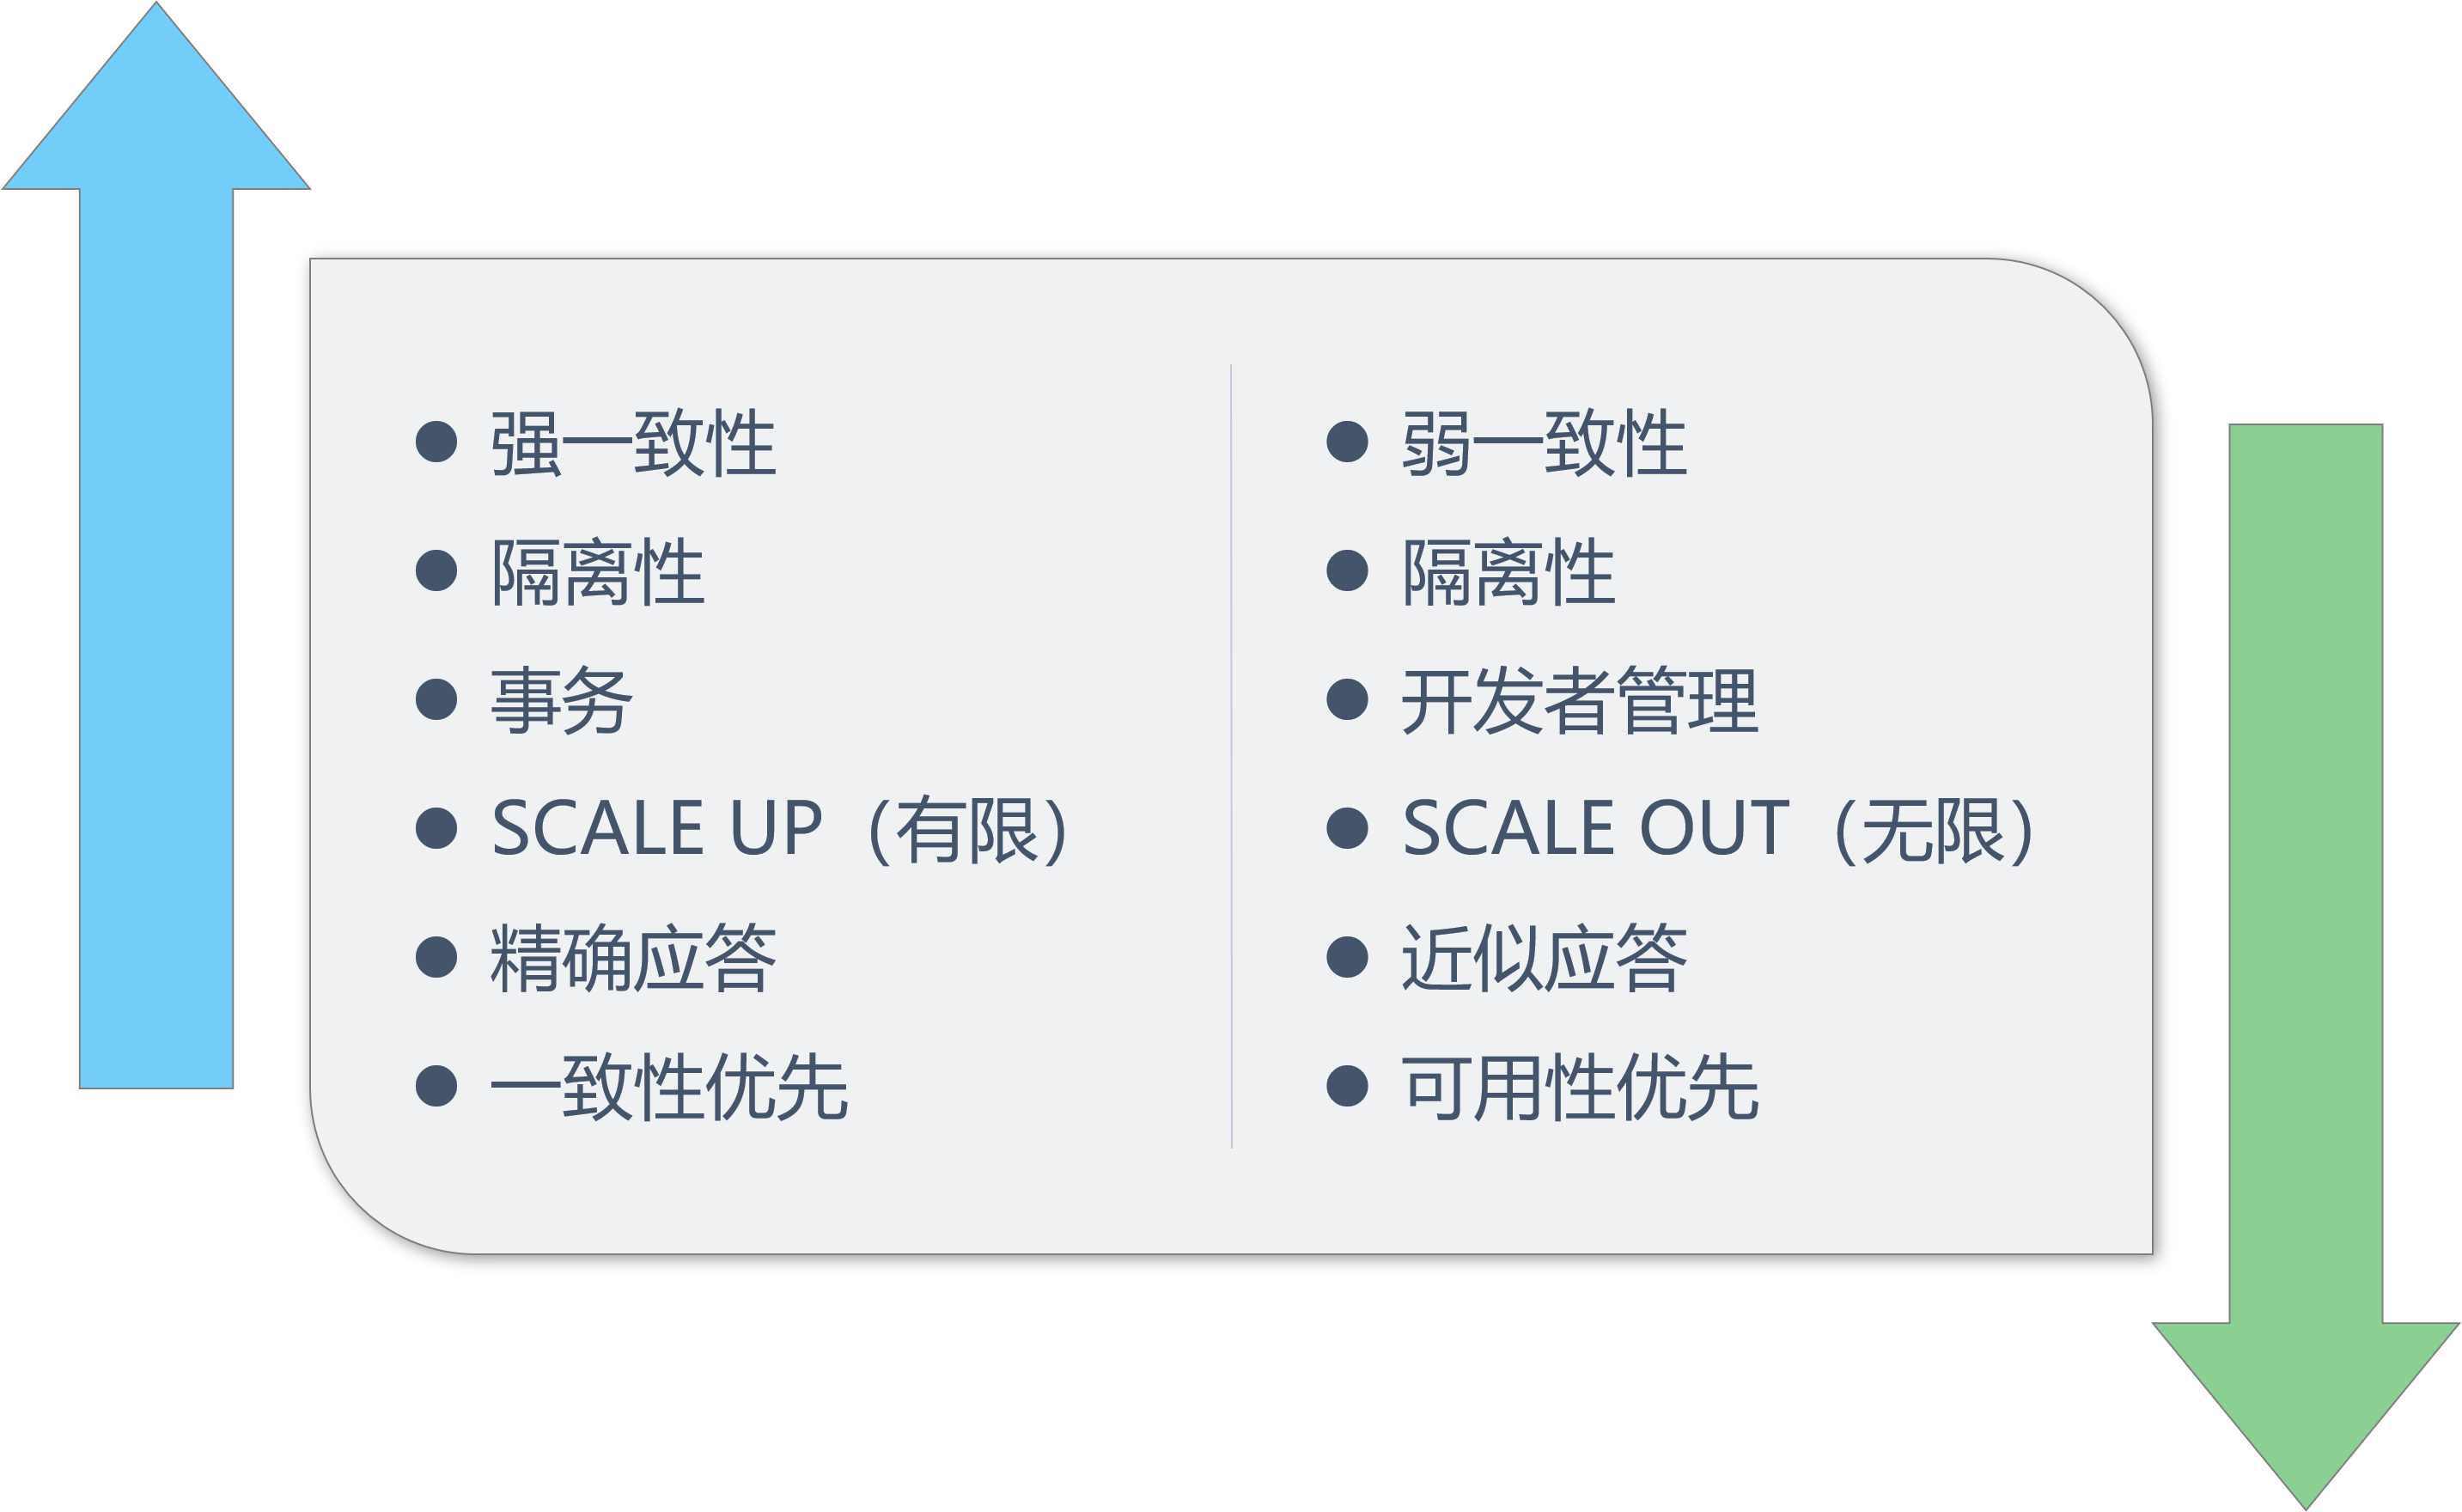 强一致性
隔离性
事务
SCALE UP （有限）
精确应答
一致性优先
弱一致性
隔离性
开发者管理
SCALE OUT （无限）
近似应答
可用性优先